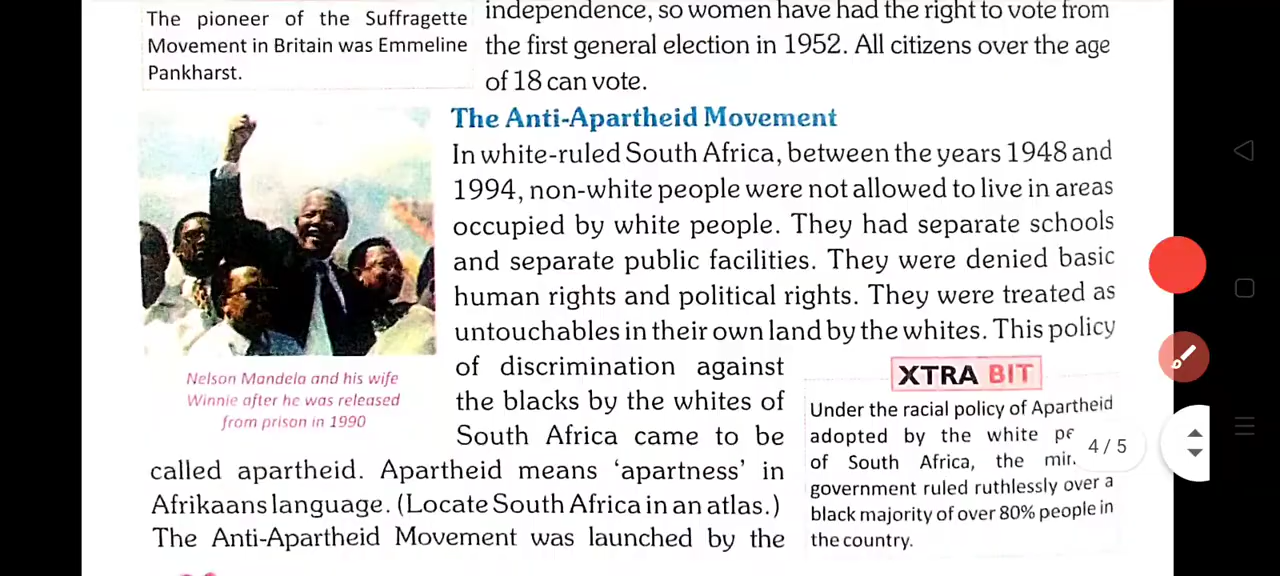 The pioneer of the Suffragette
Movement in Britain was Emmeline
Pankharst.
independence, so women have had the right to vote from
the first general election in 1952. All citizens over the age
of 18 can vote.
The Anti-Apartheid Movement
In white-ruled South Africa, between the years 1948 and
1994, non-white people were not allowed to live in areas
occupied by white people. They had separate schools
and separate public facilities. They were denied basic
human rights and political rights. They were treated as
untouchables in their own land by the whites. This policy
of discrimination against
the blacks by the whites of
South Africa came to be
called apartheid. Apartheid means ‘apartness’ in
Afrikaans language. (Locate South Africa in an atlas.)
The Anti-Apartheid Movement was launched by the
Nelson Mandela and his wife
Winnie after he was released
from prison in 1990
XTRA BIT
Under the racial policy of Apartheid
adopted by the white
of South Africa, the
government ruled ruthlessly over a
black majority of over 80% people in
the country.
4/5